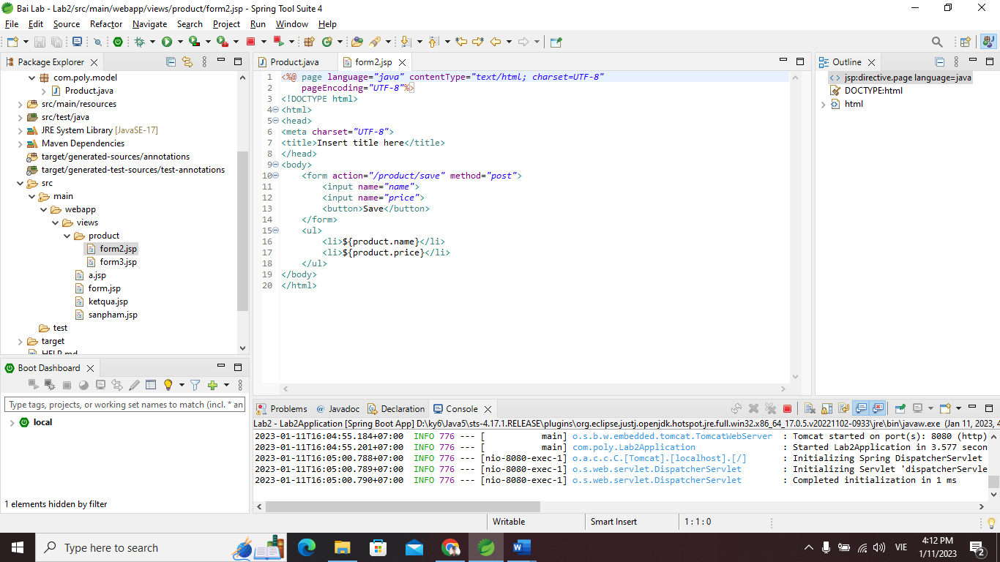 Bai Lab - Lab2/src/main/webapp/views/product/form2.jsp - Spring Tool Suite 4
File Edit Source Refactor Navigate Search Project Run Window Help
Package Explorer
com.poly.model
Product.java
src/main/resources
src/test/java
JRE System Library [JavaSE-17]
Maven Dependencies
target/generated-sources/annotations
target/generated-test-sources/test-annotations
src
main
webapp
views
product
form2.jsp
form3.jsp
a.jsp
form.jsp
ketqua.jsp
sanpham.jsp
test
target
HELP.md
Product.java form2.jsp
1 <%@ page language="java" contentType="text/html; charset=UTF-8"
2 pageEncoding="UTF-8"%>
3 <!DOCTYPE html>
4 <html>
5 <head>
6 <meta charset="UTF-8">
7 <title>Insert title here</title>
8 </head>
9 <body>
10 <form action="/product/save" method="post">
11 <input name="name">
12 <input name="price">
13 <button>Save</button>
14 </form>
15 <ul>
16 <li>${product.name}</li>
17 <li>${product.price}</li>
18 </ul>
19 </body>
20 </html>
Outline
jsp:directive.page language=java
DOCTYPE:html
html
Boot Dashboard
Type tags, projects, or working set names to match (incl. * an
local
1 elements hidden by filter
Problems @ Javadoc Declaration Console
Lab2 - Lab2Application [Spring Boot App] D:\ky6\Java5\sts-4.17.1.RELEASE\plugins\org.eclipse.justj.openjdk.hotspot.jre.full.win32.x86_64_17.0.5.v20221102-0933\jre\bin\javaw.exe (Jan 11, 2023, 4
2023-01-11T16:04:55.184+07:00 INFO 776 --- [ main] o.s.b.w.embedded.tomcat.TomcatWebServer : Tomcat started on port(s): 8080 (http)
2023-01-11T16:04:55.201+07:00 INFO 776 --- [ main] com.poly.Lab2Application : Started Lab2Application in 3.577 secon
2023-01-11T16:05:00.788+07:00 INFO 776 --- [nio-8080-exec-1] o.a.c.c.C.[Tomcat].[localhost].[/] : Initializing Spring DispatcherServlet
2023-01-11T16:05:00.789+07:00 INFO 776 --- [nio-8080-exec-1] o.s.web.servlet.DispatcherServlet : Initializing Servlet 'dispatcherServle
2023-01-11T16:05:00.790+07:00 INFO 776 --- [nio-8080-exec-1] o.s.web.servlet.DispatcherServlet : Completed initialization in 1 ms
Writable Smart Insert 1 : 1 : 0
Type here to search
VIE
4:12 PM
1/11/2023
2